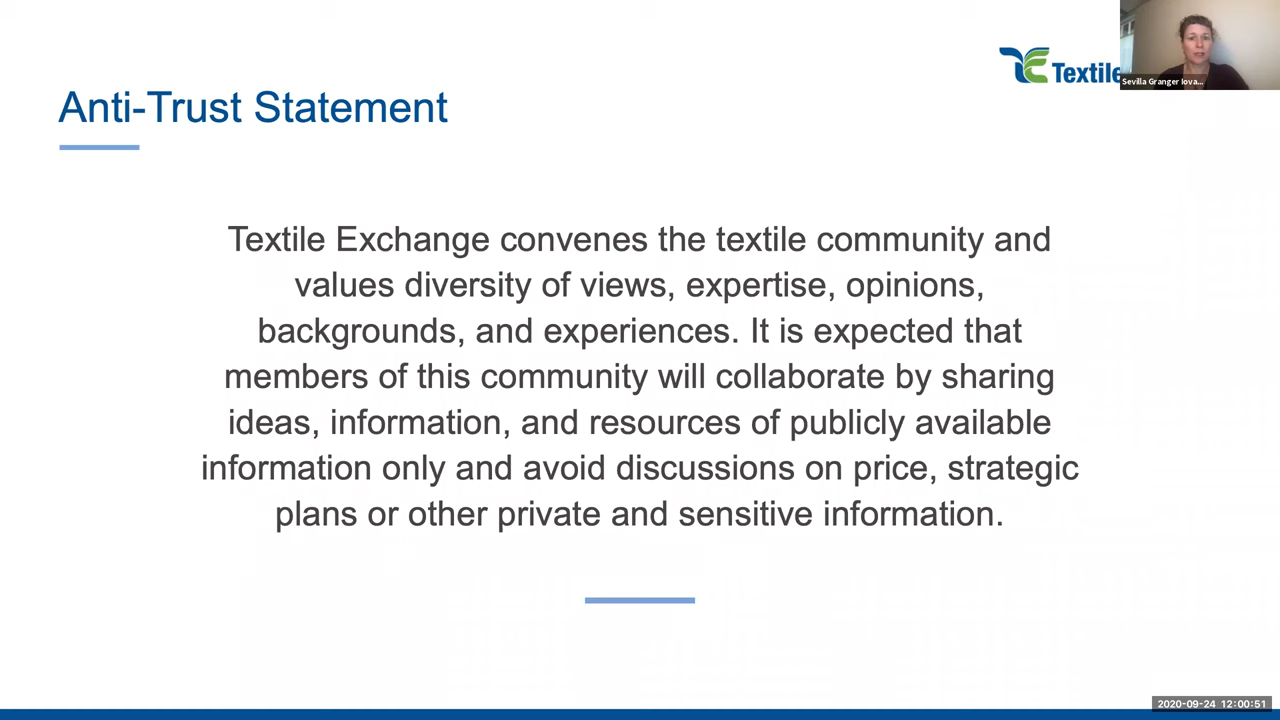 Textile
Sevilla Granger Iova...
Anti-Trust Statement
Textile Exchange convenes the textile community and
values diversity of views, expertise, opinions,
backgrounds, and experiences. It is expected that
members of this community will collaborate by sharing
ideas, information, and resources of publicly available
information only and avoid discussions on price, strategic
plans or other private and sensitive information.
2020-09-24 12:00:51